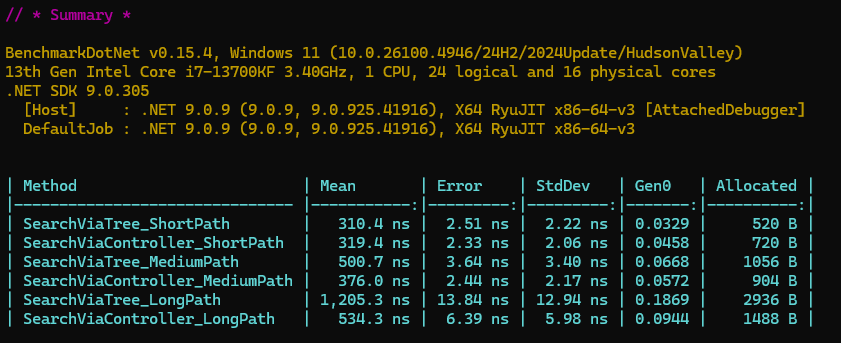 // * Summary *
BenchmarkDotNet v0.15.4, Windows 11 (10.0.26100.4946/24H2/2024Update/HudsonValley)
13th Gen Intel Core i7-13700KF 3.40GHz, 1 CPU, 24 logical and 16 physical cores
.NET SDK 9.0.305
  [Host]     : .NET 9.0.9 (9.0.9, 9.0.925.41916), X64 RyuJIT x86-64-v3 [AttachedDebugger]
  DefaultJob : .NET 9.0.9 (9.0.9, 9.0.925.41916), X64 RyuJIT x86-64-v3
| Method                          | Mean       | Error    | StdDev   | Gen0   | Allocated |
|-------------------------------- |-----------:|---------:|---------:|-------:|----------:|
| SearchViaTree_ShortPath         |   310.4 ns |  2.51 ns |  2.22 ns | 0.0329 |     520 B |
| SearchViaController_ShortPath   |   319.4 ns |  2.33 ns |  2.06 ns | 0.0458 |     720 B |
| SearchViaTree_MediumPath        |   500.7 ns |  3.64 ns |  3.40 ns | 0.0668 |    1056 B |
| SearchViaController_MediumPath  |   376.0 ns |  2.44 ns |  2.17 ns | 0.0572 |     904 B |
| SearchViaTree_LongPath          | 1,205.3 ns | 13.84 ns | 12.94 ns | 0.1869 |    2936 B |
| SearchViaController_LongPath    |   534.3 ns |  6.39 ns |  5.98 ns | 0.0944 |    1488 B |